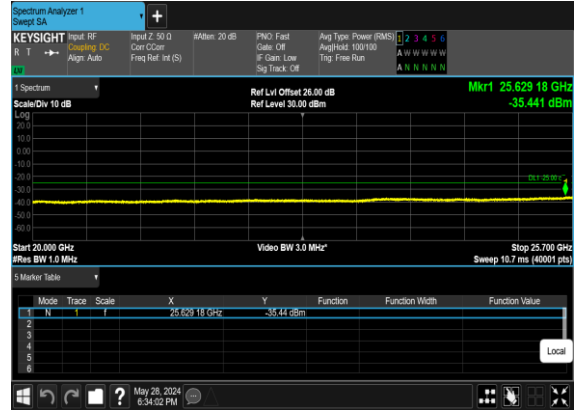 Spectrum Analyzer 1
Swept SA
+
KEYSIGHT Input: RF Input Z: 50 Ω #Atten: 20 dB PNO: Fast Avg Type: Power (RMS) 1 2 3 4 5 6
R T Coupling: DC Corr CCorr Gate: Off Avg|Hold: 100/100 A W W W W W
Align: Auto Freq Ref: Int (S) IF Gain: Low Trig: Free Run
LM Sig Track: Off A N N N N N
1 Spectrum Ref Lvl Offset 26.00 dB Mkr1 25.629 18 GHz
Scale/Div 10 dB Ref Level 30.00 dBm -35.441 dBm
Log
20.0
10.0
0.00
-10.0
-20.0
DL1 -25.00
-30.0
-40.0
-50.0
-60.0
Start 20.000 GHz Video BW 3.0 MHz* Stop 25.700 GHz
#Res BW 1.0 MHz Sweep 10.7 ms (40001 pts)
5 Marker Table
Mode Trace Scale X Y Function Function Width Function Value
1 N 1 f 25.629 18 GHz -35.44 dBm
2
3
4
5
6
Local
? May 28, 2024
6:34:02 PM